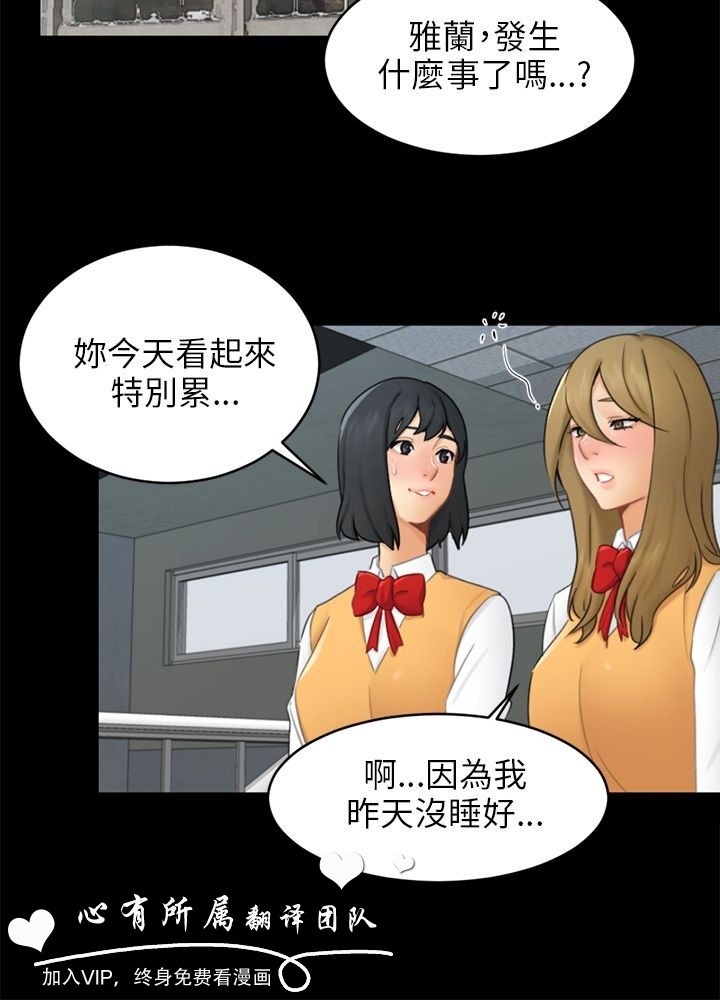 雅蘭，發生
什麼事了嗎...?
妳今天看起來
特別累...
啊...因為我
昨天沒睡好...
心有所属翻译团队
加入VIP，终身免费看漫画